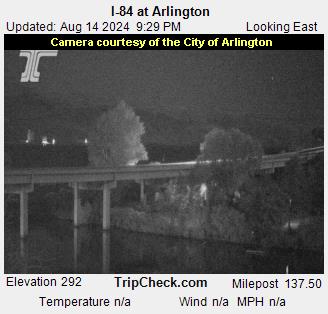 I-84 at Arlington
Updated: Aug 14 2024 9:29 PM Looking East
Camera courtesy of the City of Arlington
Elevation 292 TripCheck.com Milepost 137.50
Temperature n/a Wind n/a MPH n/a